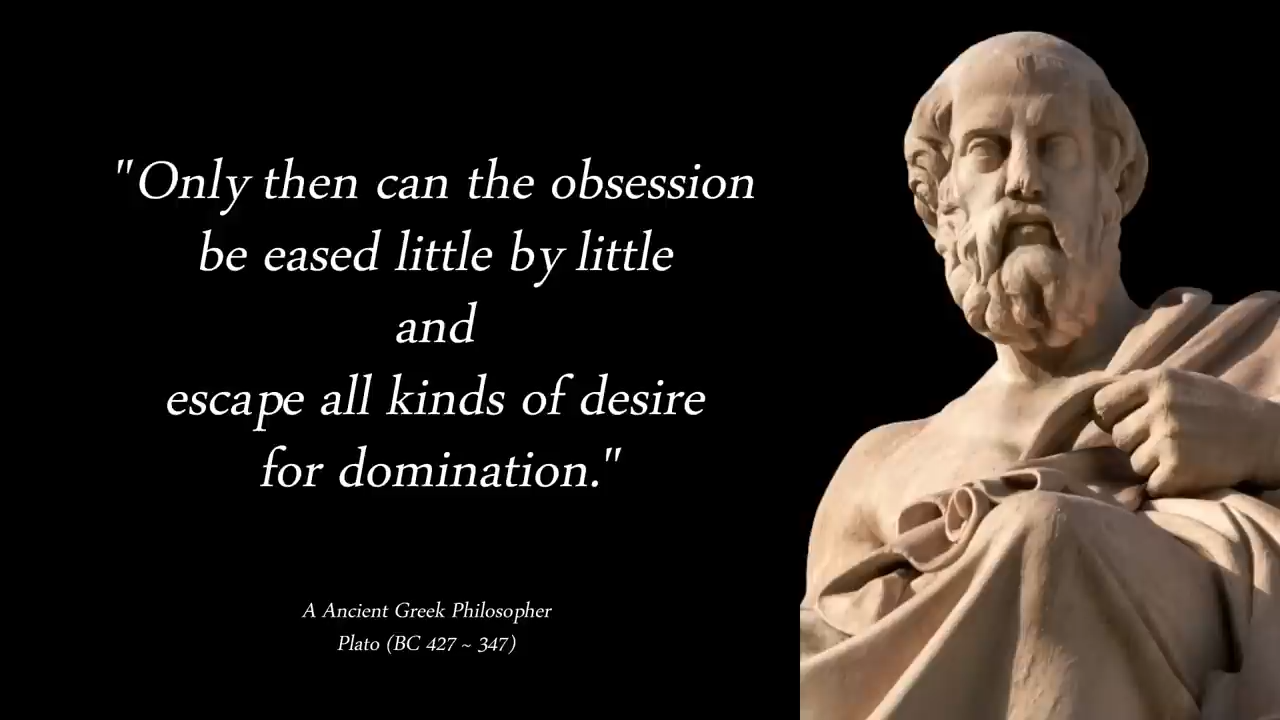 "Only then can the obsession
be eased little by little
and
escape all kinds of desire
for domination."
A Ancient Greek Philosopher
Plato (BC 427 ~ 347)